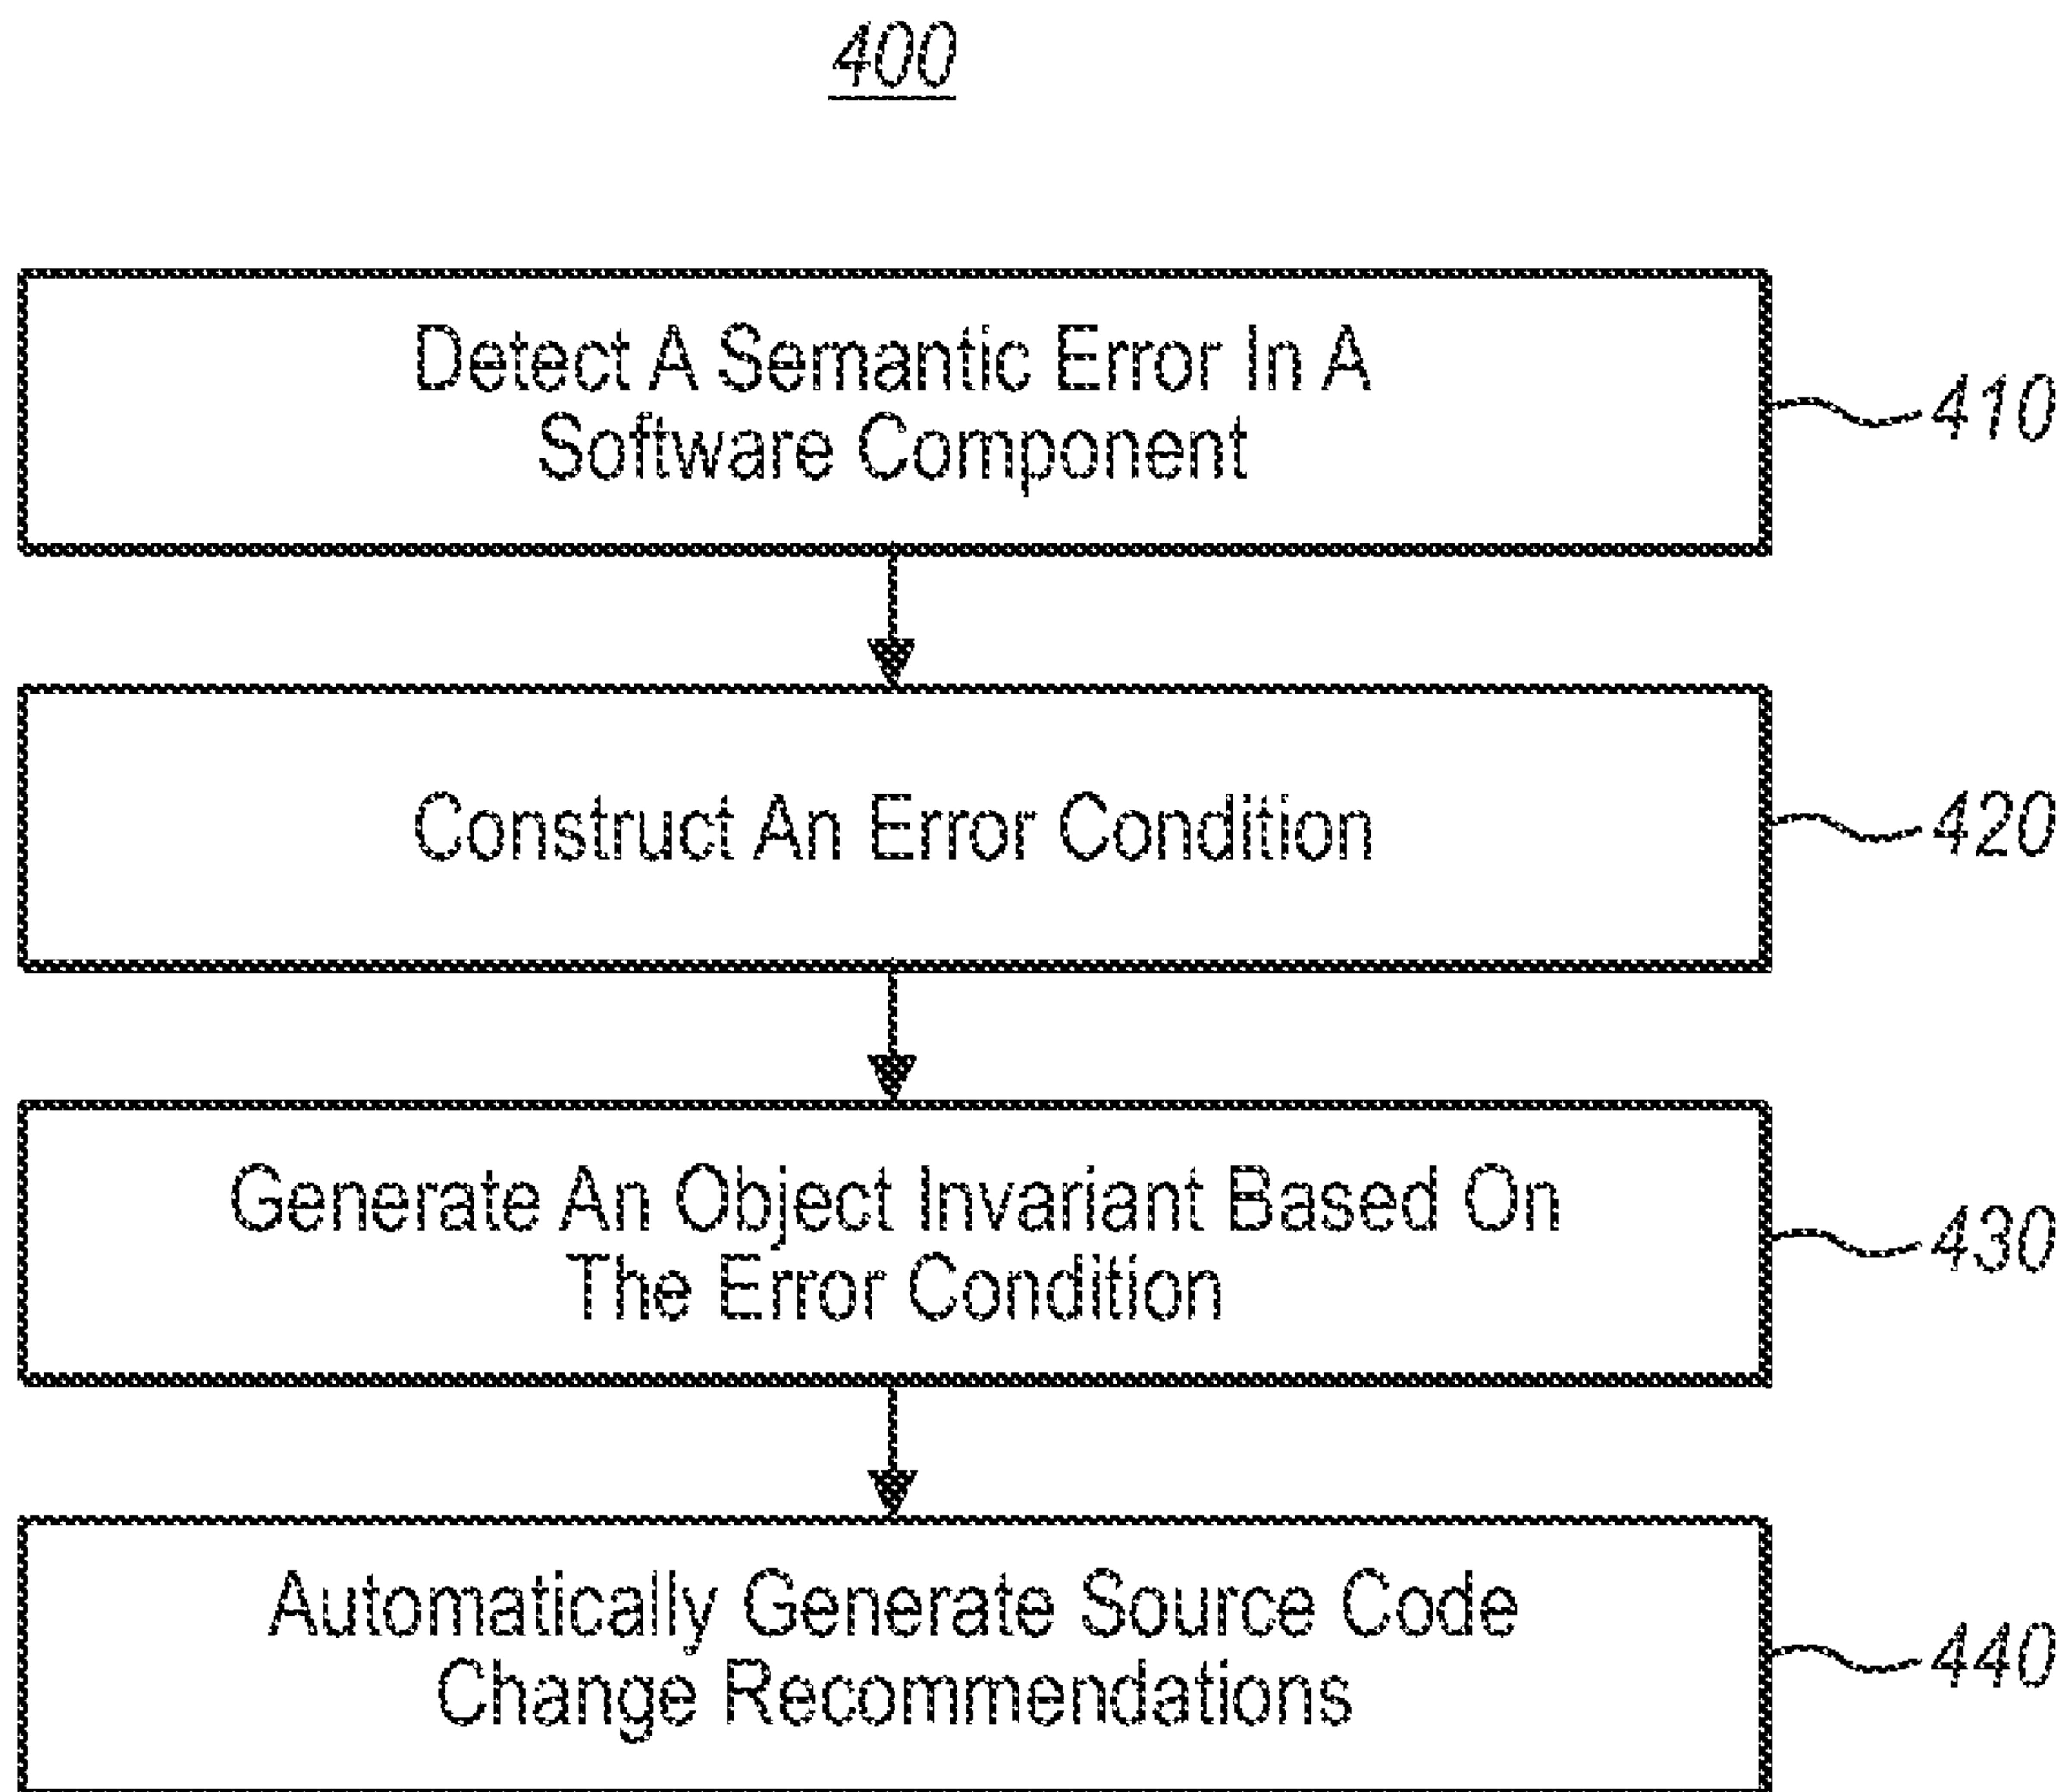 400
Detect A Semantic Error In A
Software Component
410
Construct An Error Condition
420
Generate An Object Invariant Based On
The Error Condition
430
Automatically Generate Source Code
Change Recommendations
440